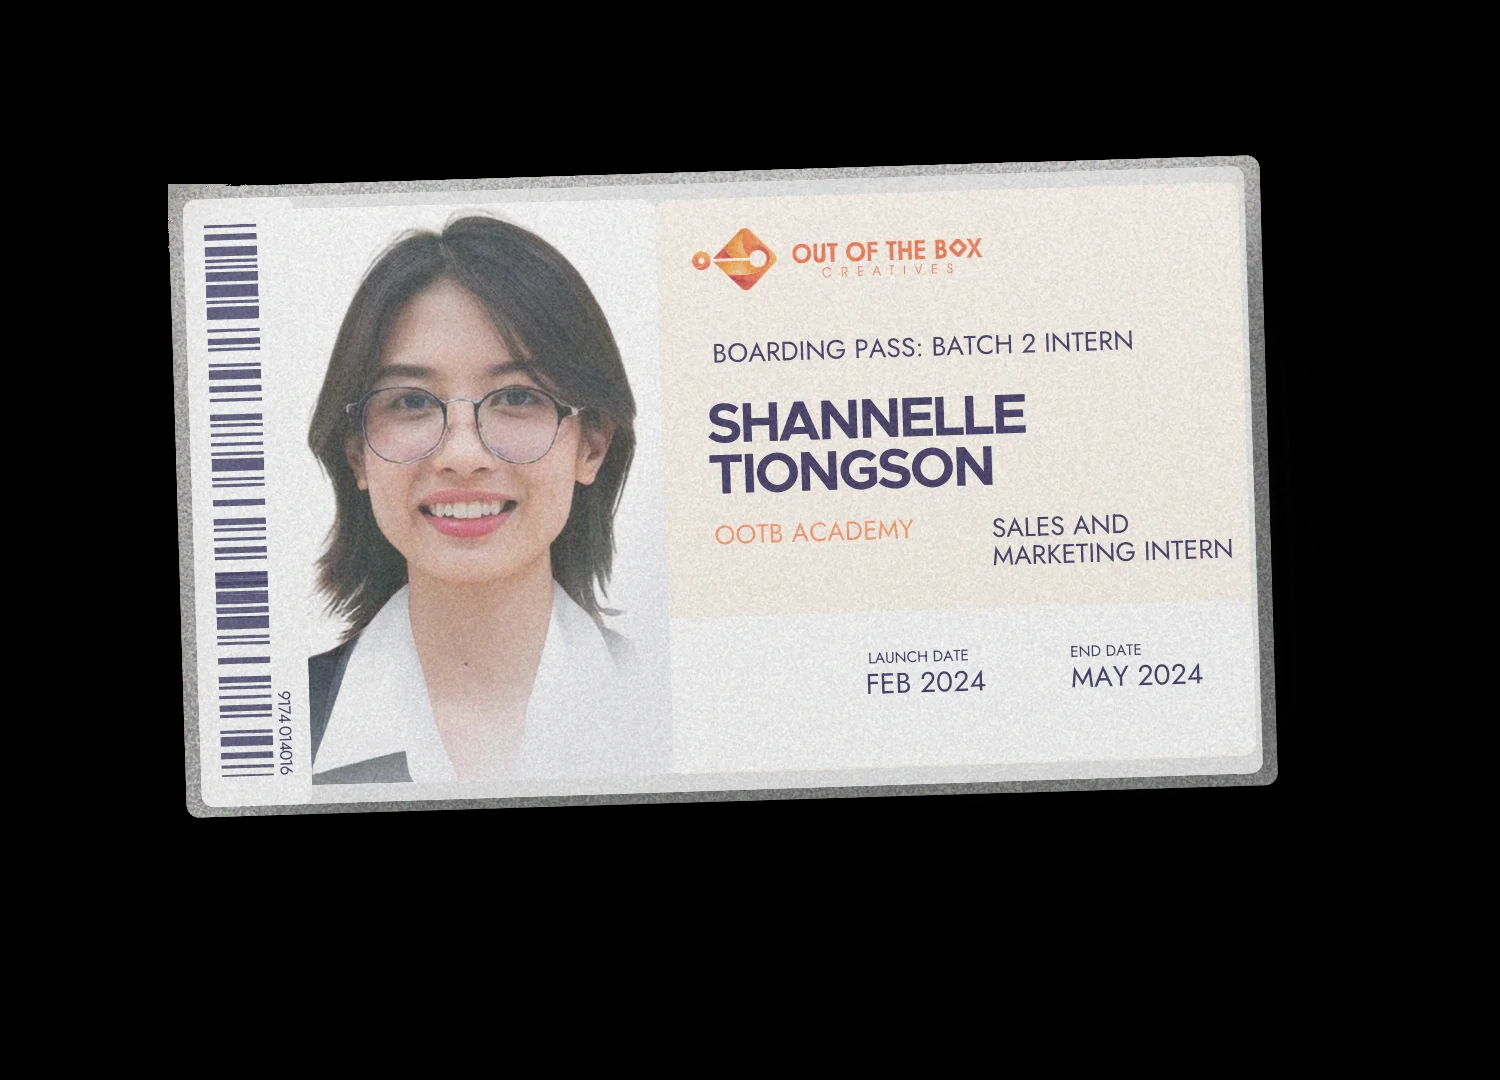 OUT OF THE BOX
CREATIVES
BOARDING PASS: BATCH 2 INTERN
SHANNELLE
TIONGSON
OOTB ACADEMY
SALES AND
MARKETING INTERN
LAUNCH DATE
FEB 2024
END DATE
MAY 2024
9174 014016